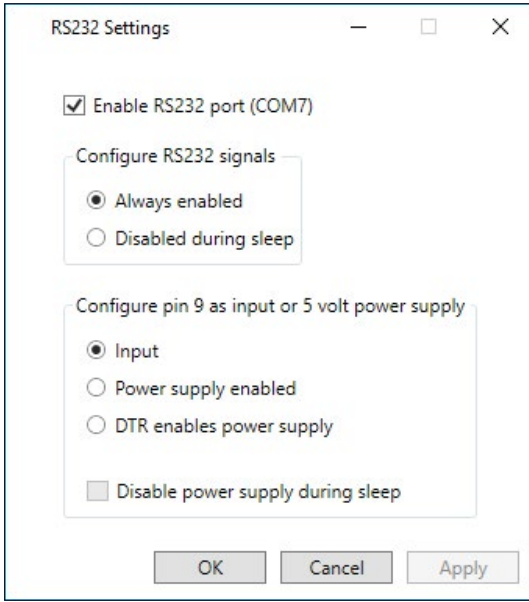 RS232 Settings
Enable RS232 port (COM7)
Configure RS232 signals
Always enabled
Disabled during sleep
Configure pin 9 as input or 5 volt power supply
Input
Power supply enabled
DTR enables power supply
Disable power supply during sleep
OK Cancel Apply